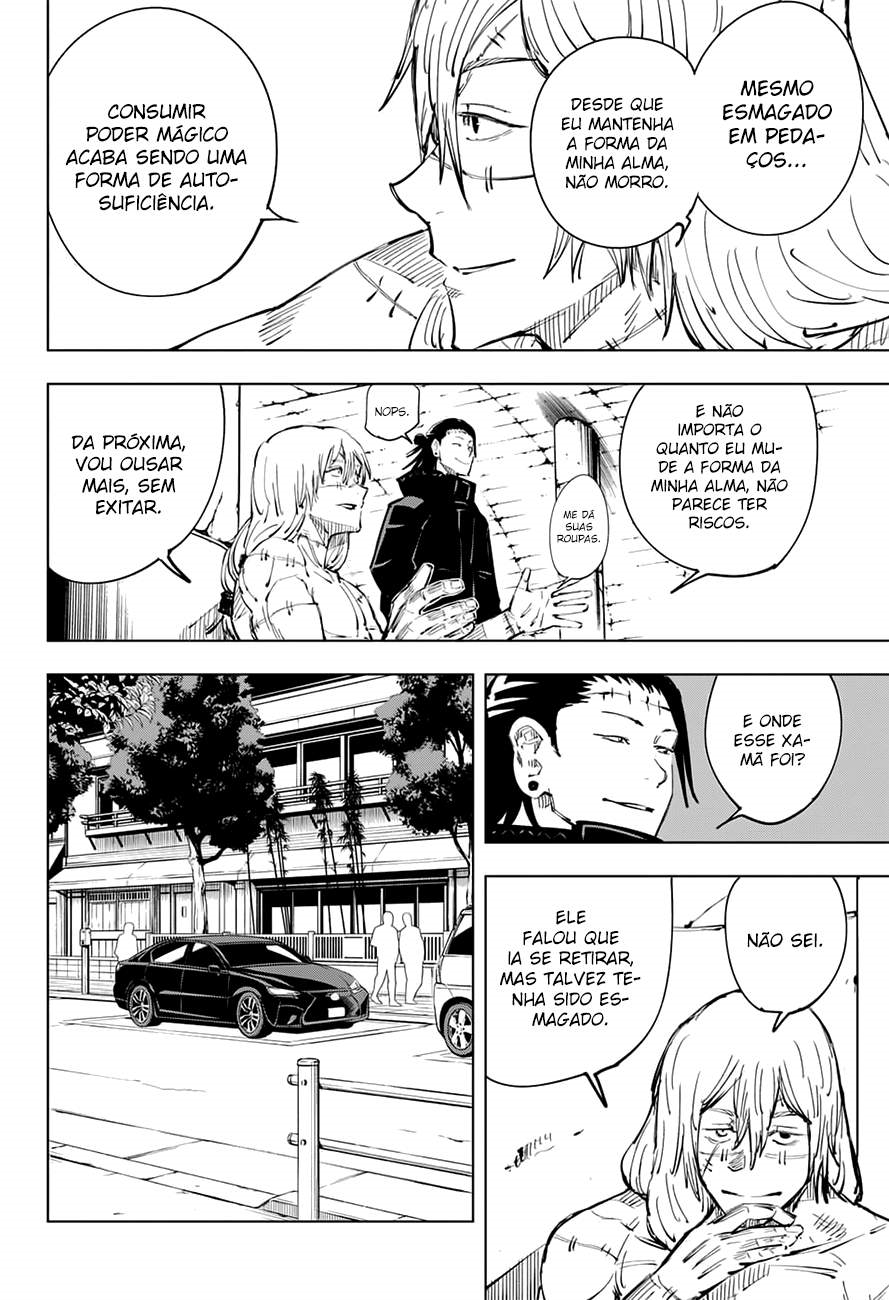 MESMO
ESMAGADO
EM PEDA-
ÇOS...
DESDE QUE
EU MANTENHA
A FORMA DA
MINHA ALMA,
NÃO MORRO.
CONSUMIR
PODER MÁGICO
ACABA SENDO UMA
FORMA DE AUTO-
SUFICIÊNCIA.
E NÃO
IMPORTA O
QUANTO EU MU-
DE A FORMA DA
MINHA ALMA, NÃO
PARECE TER
RISCOS.
ME DÁ
SUAS
ROUPAS.
NOPS.
DA PRÓXIMA,
VOU OUSAR
MAIS, SEM
EXITAR.
E ONDE
ESSE XA-
MÃ FOI?
NÃO SEI.
ELE
FALOU QUE
IA SE RETIRAR,
MAS TALVEZ TE-
NHA SIDO ES-
MAGADO.